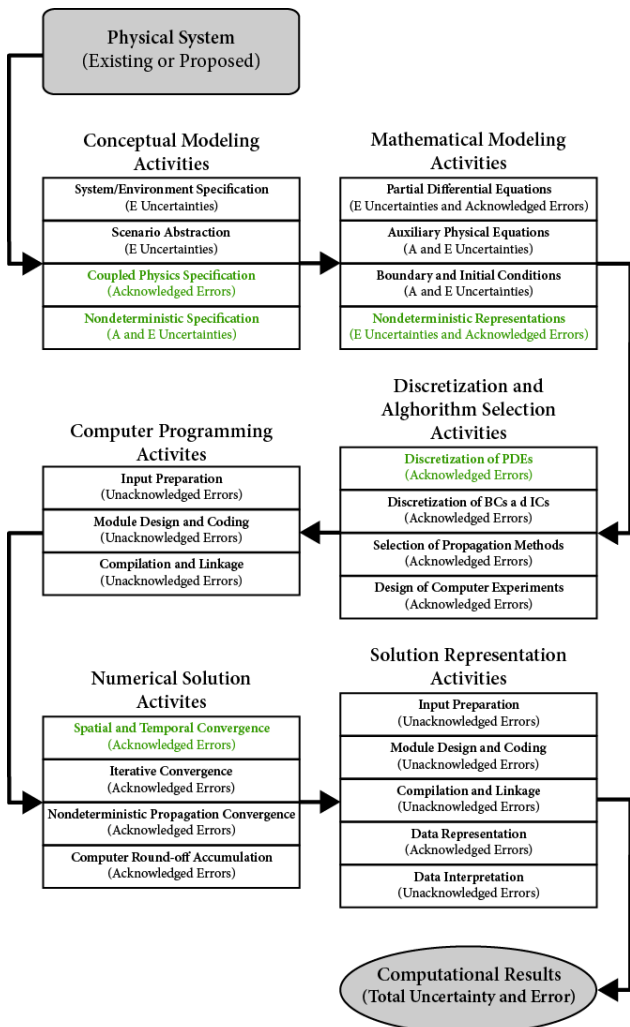 Physical System
(Existing or Proposed)
Conceptual Modeling
Activities
System/Environment Specification
(E Uncertainties)
Scenario Abstraction
(E Uncertainties)
Coupled Physics Specification
(Acknowledged Errors)
Nondeterministic Specification
(A and E Uncertainties)
Mathematical Modeling
Activities
Partial Differential Equations
(E Uncertainties and Acknowledged Errors)
Auxiliary Physical Equations
(A and E Uncertainties)
Boundary and Initial Conditions
(A and E Uncertainties)
Nondeterministic Representations
(E Uncertainties and Acknowledged Errors)
Discretization and
Alghorithm Selection
Activities
Discretization of PDEs
(Acknowledged Errors)
Discretization of BCs a d ICs
(Acknowledged Errors)
Selection of Propagation Methods
(Acknowledged Errors)
Design of Computer Experiments
(Acknowledged Errors)
Computer Programming
Activites
Input Preparation
(Unacknowledged Errors)
Module Design and Coding
(Unacknowledged Errors)
Compilation and Linkage
(Unacknowledged Errors)
Numerical Solution
Activites
Spatial and Temporal Convergence
(Acknowledged Errors)
Iterative Convergence
(Acknowledged Errors)
Nondeterministic Propagation Convergence
(Acknowledged Errors)
Computer Round-off Accumulation
(Acknowledged Errors)
Solution Representation
Activities
Input Preparation
(Unacknowledged Errors)
Module Design and Coding
(Unacknowledged Errors)
Compilation and Linkage
(Unacknowledged Errors)
Data Representation
(Acknowledged Errors)
Data Interpretation
(Unacknowledged Errors)
Computational Results
(Total Uncertainty and Error)